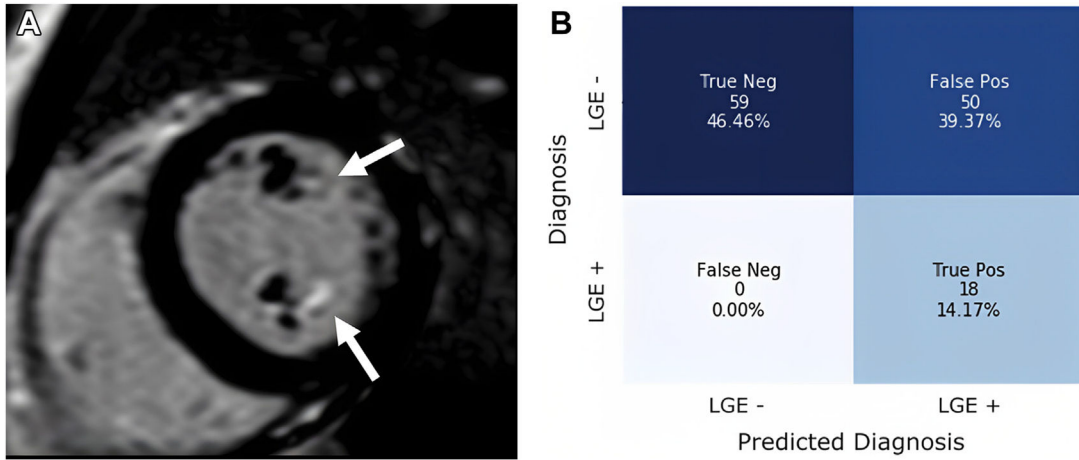 A
B
True Neg
59
46.46%
False Pos
50
39.37%
False Neg
0
0.00%
True Pos
18
14.17%
LGE -
LGE +
Diagnosis
LGE -
LGE +
Predicted Diagnosis